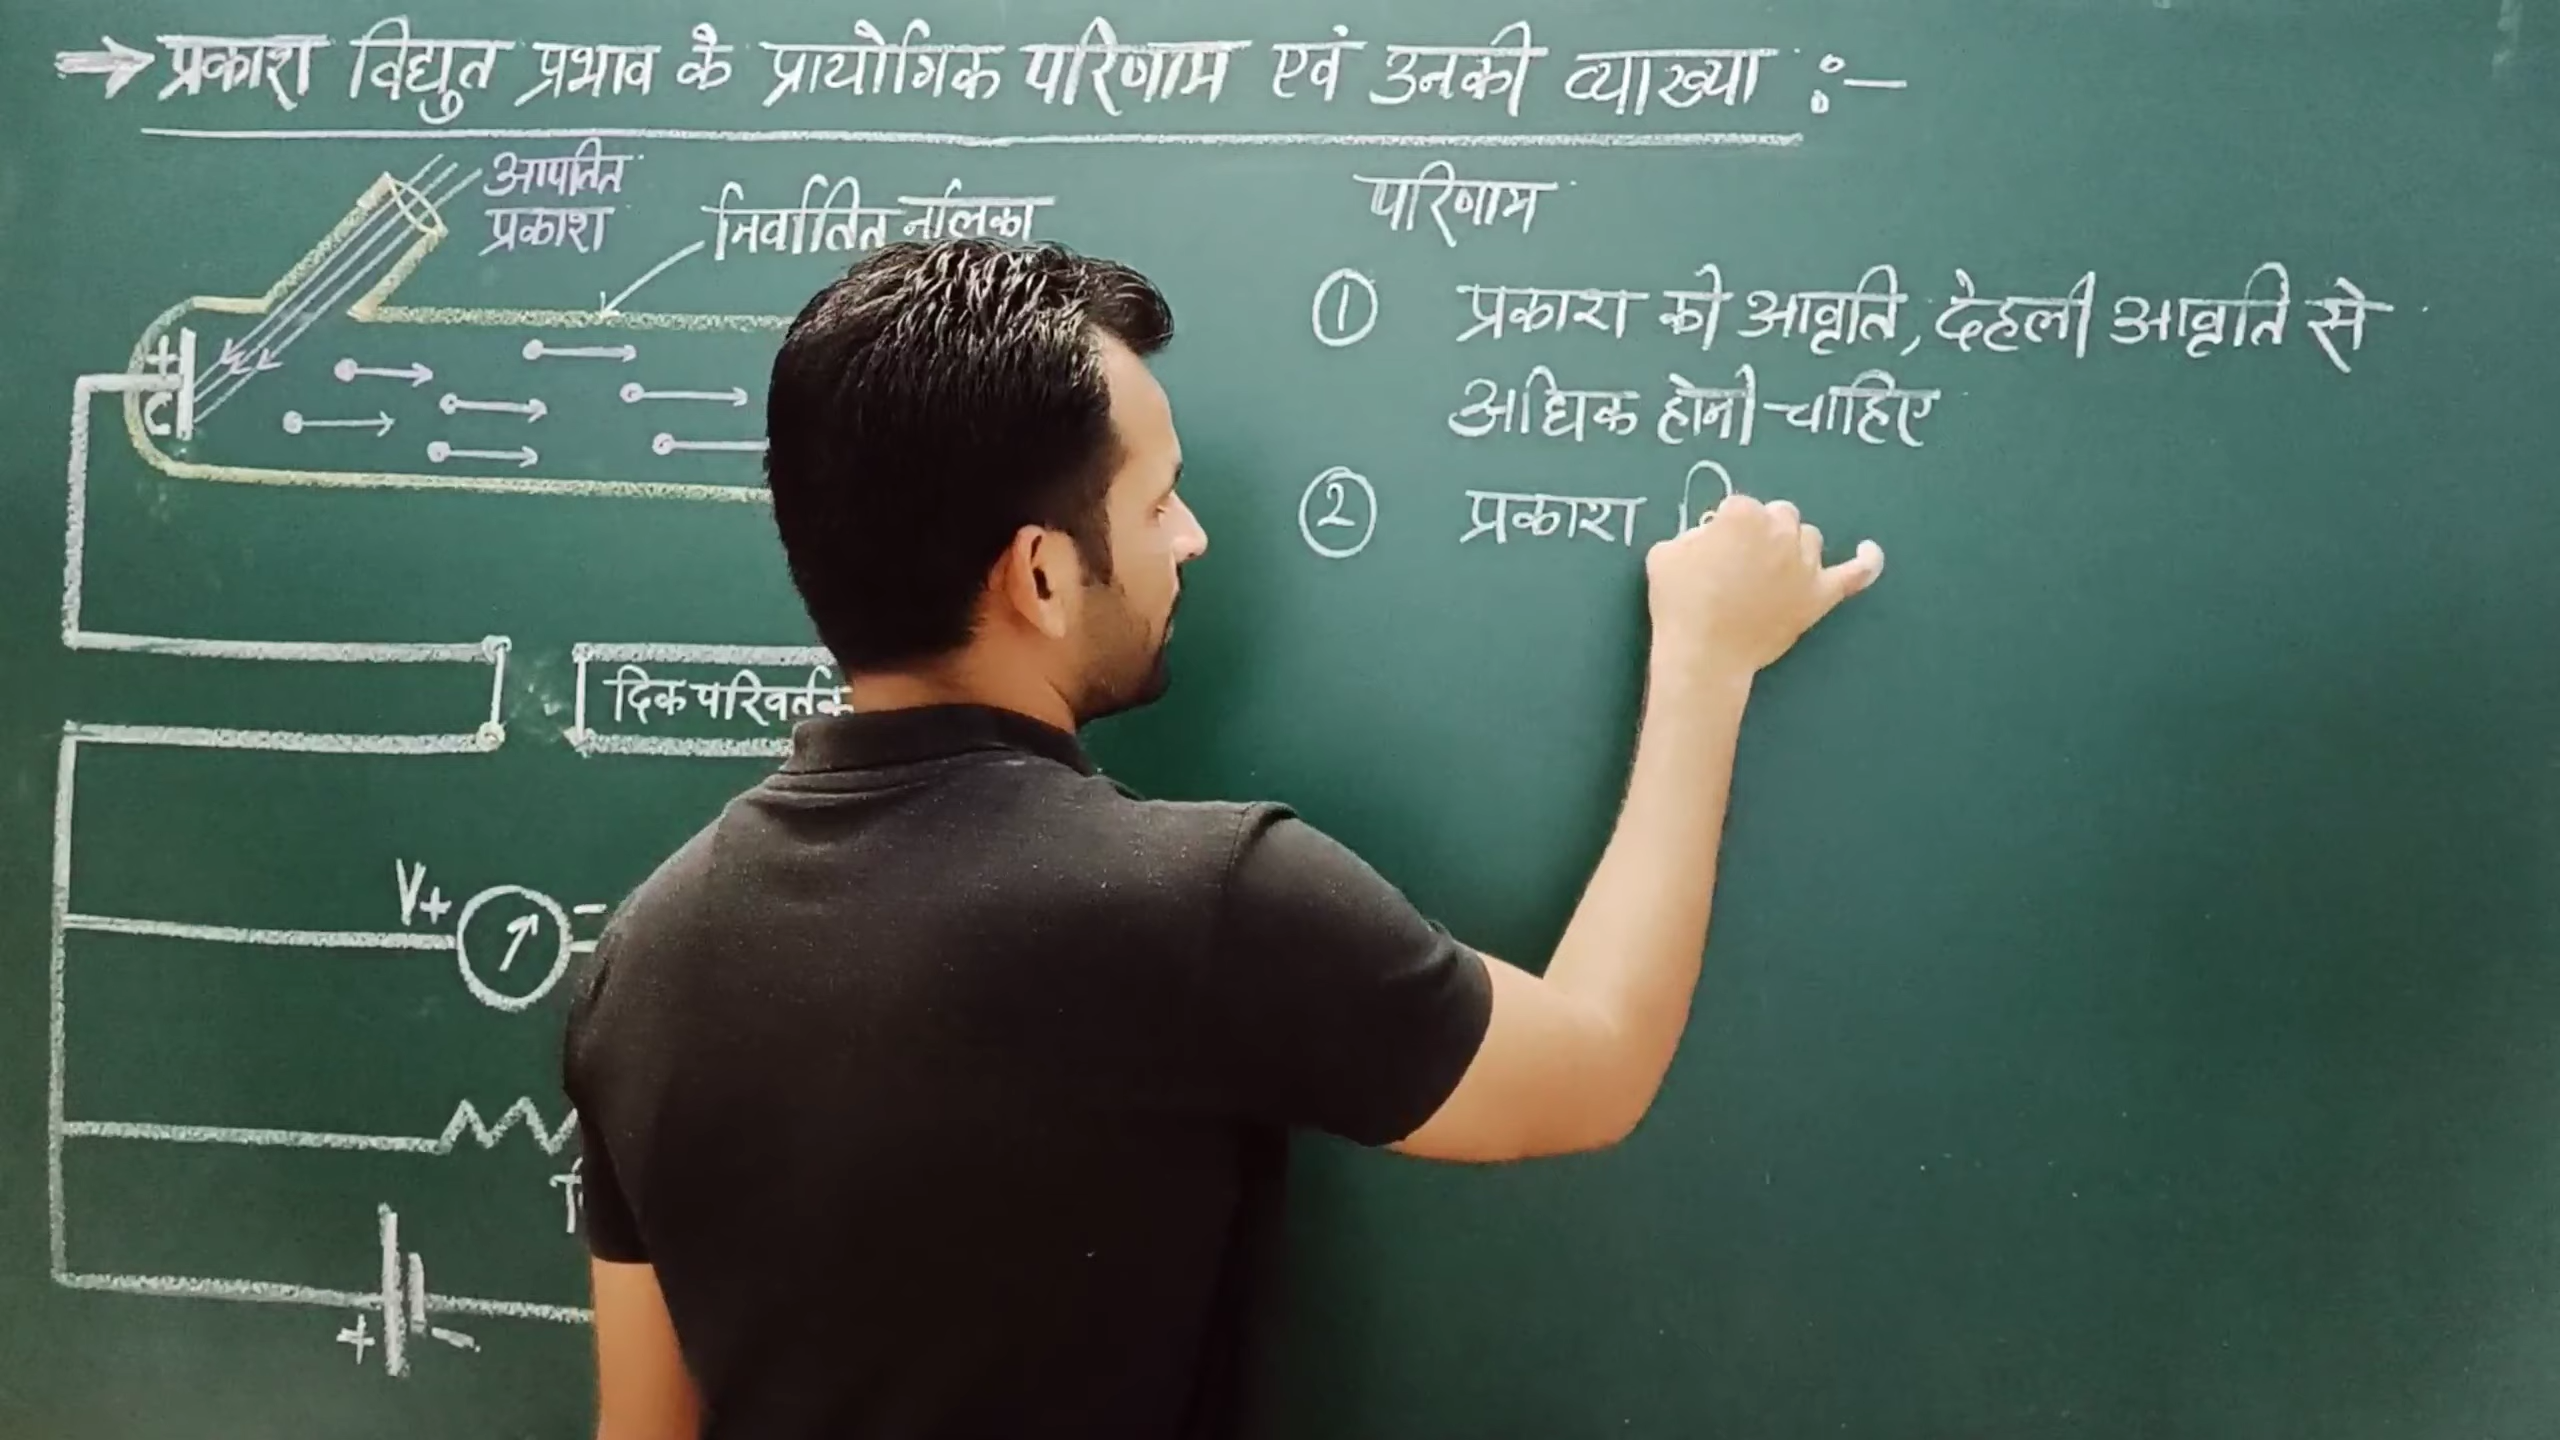 → प्रकाश विद्युत प्रभाव के प्रायोगिक परिणाम एवं उनकी व्याख्या :-
आपतित
प्रकाश
निर्वातित नलिका
परिणाम
① प्रकाश की आवृति, देहली आवृति से
अधिक होनी चाहिए
② प्रकाश
+
C
दिक परिवर्तक
V + -
+ -